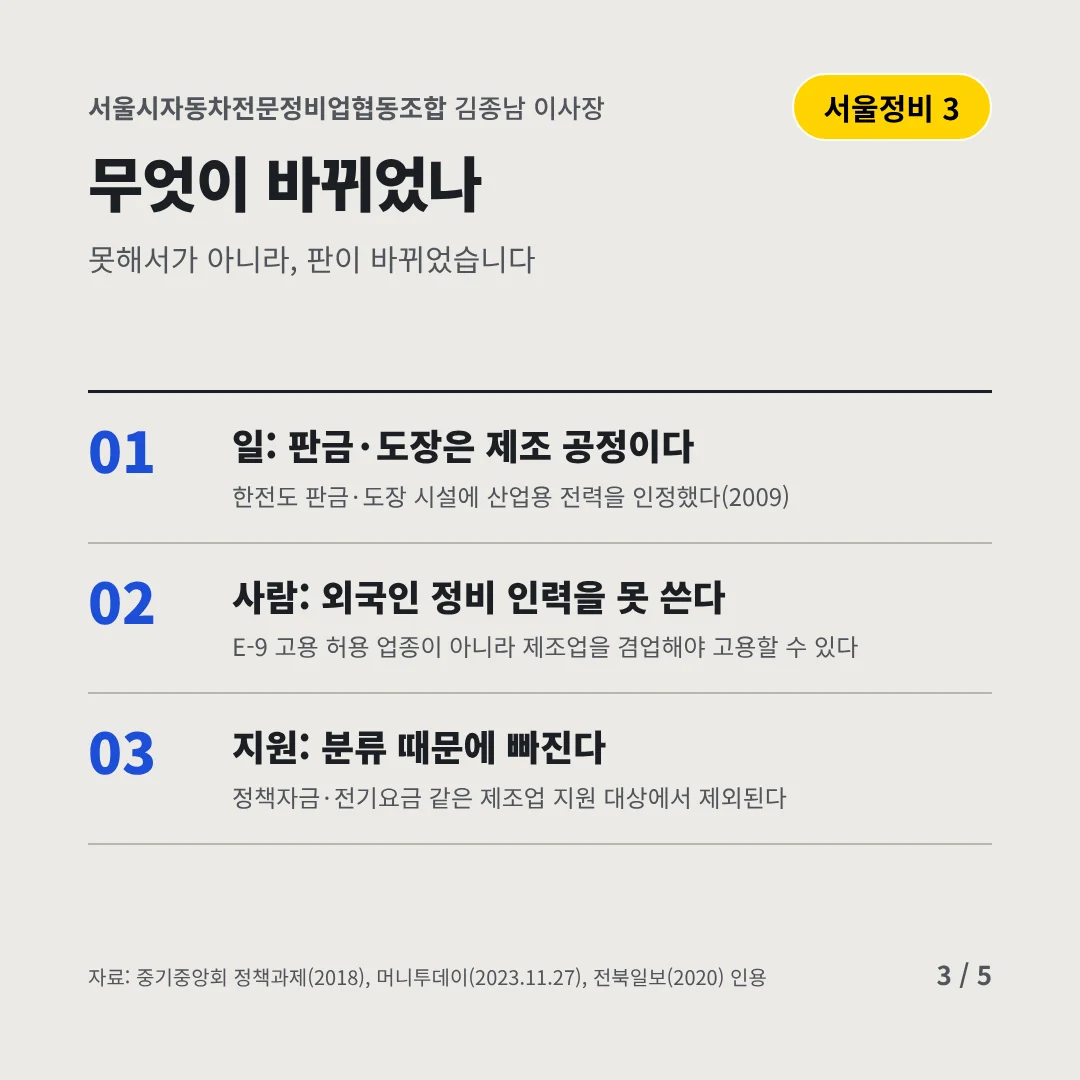 서울시자동차전문정비업협동조합 김종남 이사장
서울정비 3
무엇이 바뀌었나
못해서가 아니라, 판이 바뀌었습니다
01
일: 판금·도장은 제조 공정이다
한전도 판금·도장 시설에 산업용 전력을 인정했다(2009)
02
사람: 외국인 정비 인력을 못 쓴다
E-9 고용 허용 업종이 아니라 제조업을 겸업해야 고용할 수 있다
03
지원: 분류 때문에 빠진다
정책자금·전기요금 같은 제조업 지원 대상에서 제외된다
자료: 중기중앙회 정책과제(2018), 머니투데이(2023.11.27), 전북일보(2020) 인용
3 / 5